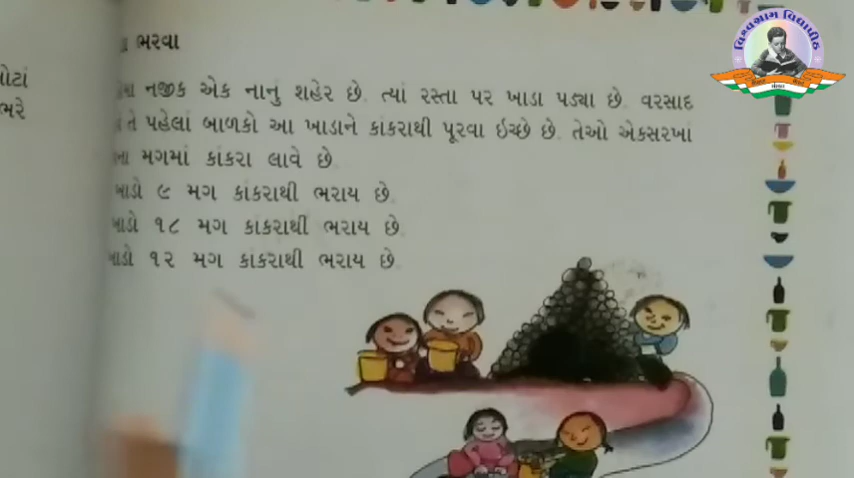 ભરવા
નજીક એક નાનું શહેર છે. ત્યાં રસ્તા પર ખાડા પડ્યા છે. વરસાદ
તે પહેલાં બાળકો આ ખાડાને કાંકરાથી પૂરવા ઇચ્છે છે. તેઓ એકસરખાં
મગમાં કાંકરા લાવે છે.
ખાડો ૯ મગ કાંકરાથી ભરાય છે.
ખાડો ૧૮ મગ કાંકરાથી ભરાય છે.
ખાડો ૧૨ મગ કાંકરાથી ભરાય છે.
વિશ્વગ્રામ વિદ્યાપીઠ